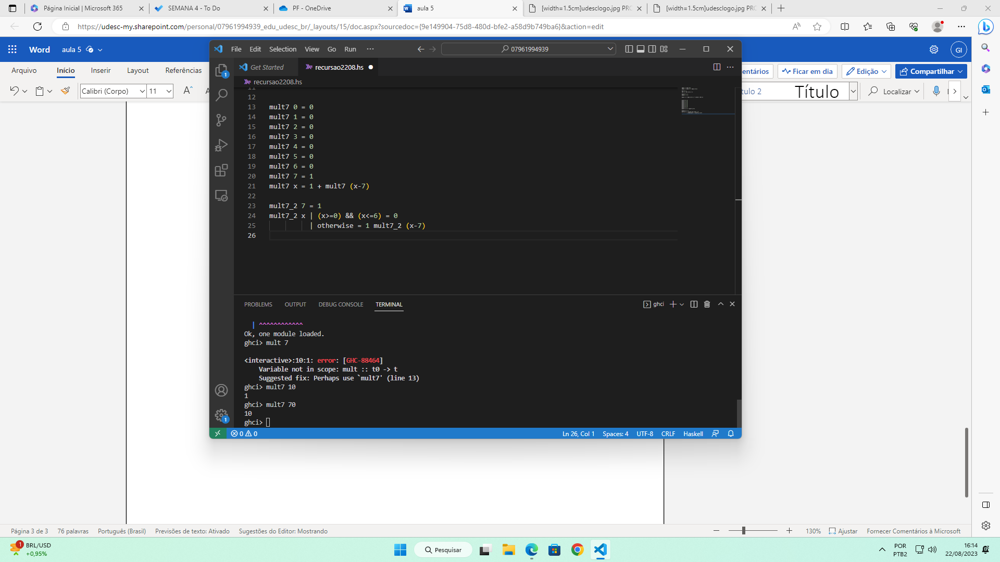 Página Inicial | Microsoft 365
SEMANA 4 - To Do
PF - OneDrive
aula 5
[width=1.5cm]udesclogo.jpg PRO
[width=1.5cm]udesclogo.jpg PRO
https://udesc-my.sharepoint.com/personal/07961994939_edu_udesc_br/_layouts/15/doc.aspx?sourcedoc={9e149904-75d8-480d-bfe2-a58d9b749ba6}&action=edit
Word
aula 5
GI
Arquivo
Início
Inserir
Layout
Referências
entários
Ficar em dia
Edição
Compartilhar
Calibri (Corpo)
11
tulo 2
Título
Localizar
File
Edit
Selection
View
Go
Run
07961994939
Get Started
recursao2208.hs
recursao2208.hs
11
12
13 mult7 0 = 0
14 mult7 1 = 0
15 mult7 2 = 0
16 mult7 3 = 0
17 mult7 4 = 0
18 mult7 5 = 0
19 mult7 6 = 0
20 mult7 7 = 1
21 mult7 x = 1 + mult7 (x-7)
22
23 mult7_2 7 = 1
24 mult7_2 x | (x>=0) && (x<=6) = 0
25 | otherwise = 1 mult7_2 (x-7)
26
1
1
PROBLEMS
OUTPUT
DEBUG CONSOLE
TERMINAL
ghci
| ^^^^^^^^^^^^
Ok, one module loaded.
ghci> mult 7
<interactive>:10:1: error: [GHC-88464]
Variable not in scope: mult :: t0 -> t
Suggested fix: Perhaps use `mult7' (line 13)
ghci> mult7 10
1
ghci> mult7 70
10
ghci>
0 0
Ln 26, Col 1
Spaces: 4
UTF-8
CRLF
Haskell
Página 3 de 3
76 palavras
Português (Brasil)
Previsões de texto: Ativado
Sugestões do Editor: Mostrando
130%
Ajustar
Fornecer Comentários à Microsoft
1
BRL/USD
+0,95%
Pesquisar
POR
PTB2
16:14
22/08/2023